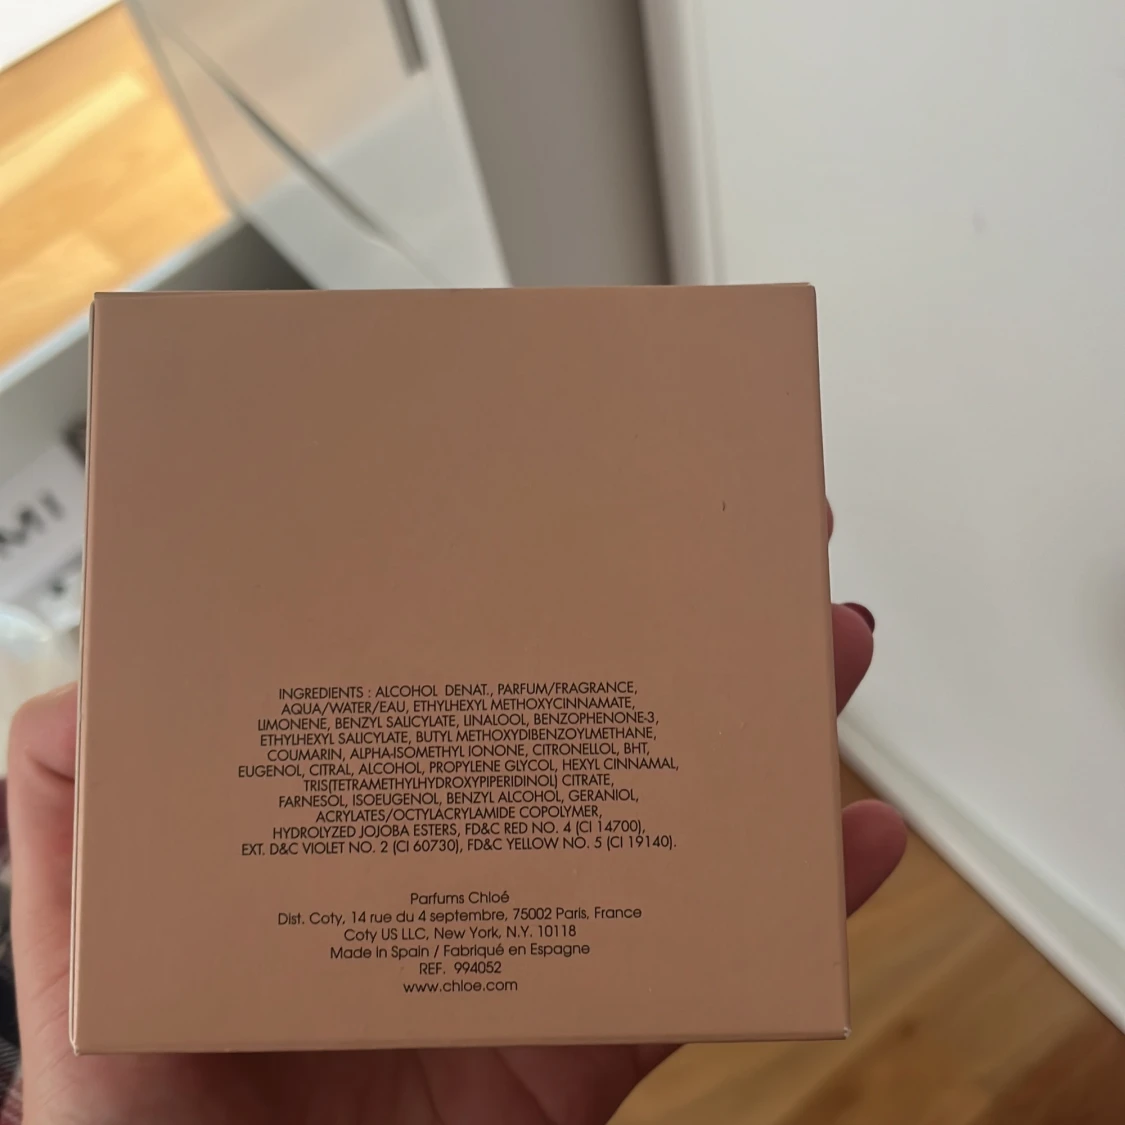 MI
INGREDIENTS : ALCOHOL DENAT., PARFUM/FRAGRANCE,
AQUA/WATER/EAU, ETHYLHEXYL METHOXYCINNAMATE,
LIMONENE, BENZYL SALICYLATE, LINALOOL, BENZOPHENONE-3,
ETHYLHEXYL SALICYLATE, BUTYL METHOXYDIBENZOYLMETHANE,
COUMARIN, ALPHA-ISOMETHYL IONONE, CITRONELLOL, BHT,
EUGENOL, CITRAL, ALCOHOL, PROPYLENE GLYCOL, HEXYL CINNAMAL,
TRIS(TETRAMETHYLHYDROXYPIPERIDINOL) CITRATE,
FARNESOL, ISOEUGENOL, BENZYL ALCOHOL, GERANIOL,
ACRYLATES/OCTYLACRYLAMIDE COPOLYMER,
HYDROLYZED JOJOBA ESTERS, FD&C RED NO. 4 (CI 14700),
EXT. D&C VIOLET NO. 2 (CI 60730), FD&C YELLOW NO. 5 (CI 19140).
Parfums Chloé
Dist. Coty, 14 rue du 4 septembre, 75002 Paris, France
Coty US LLC, New York, N.Y. 10118
Made in Spain / Fabriqué en Espagne
REF. 994052
www.chloe.com